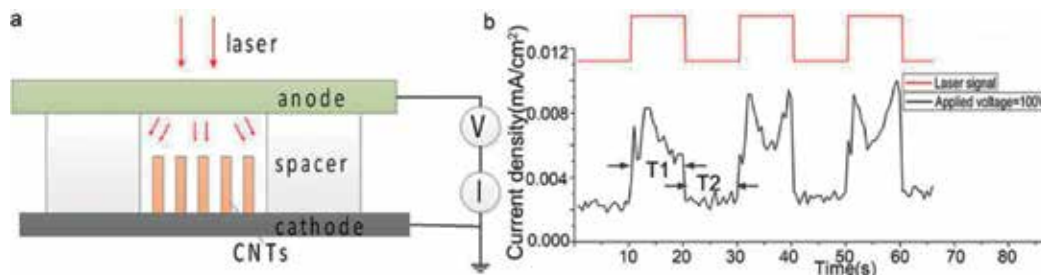 a
laser
anode
V
spacer
I
cathode
CNTs
b
Current density(mA/cm²)
0.012
0.008
0.004
0.000
Laser signal
Applied voltage=100V
T1
T2
10 20 30 40 50 60 70 80
Time(s)